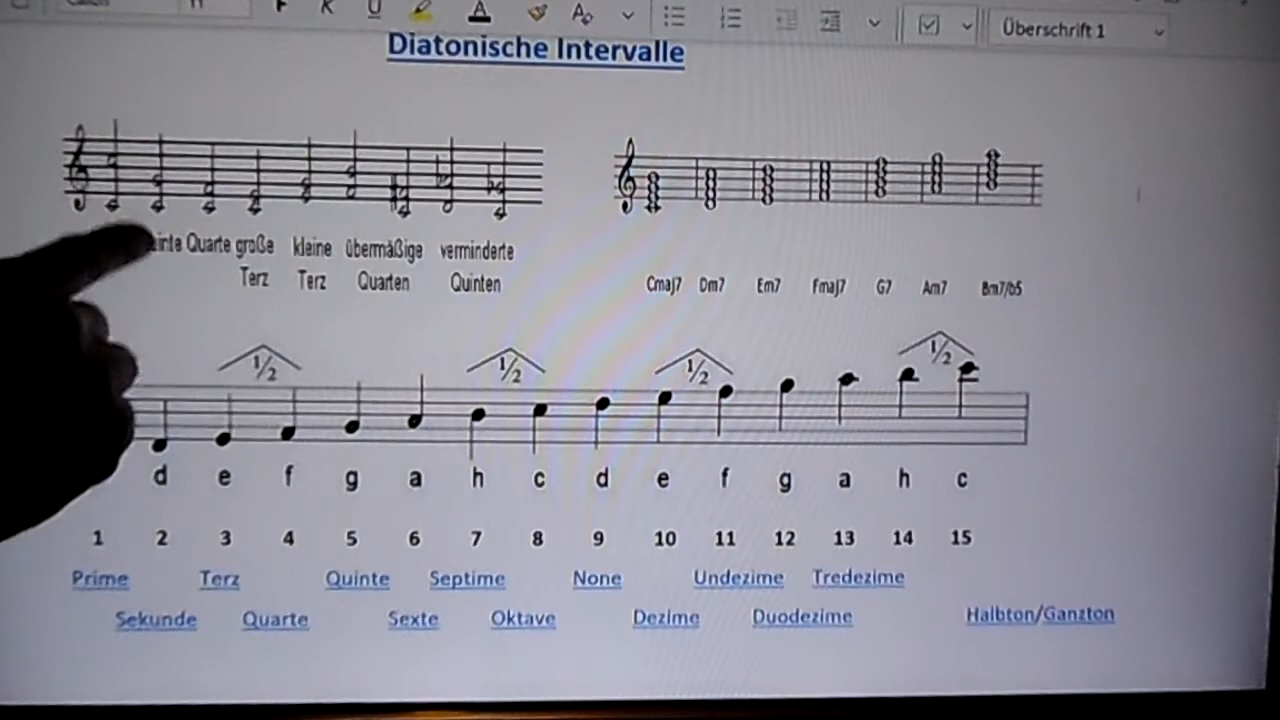 F K U A A Überschrift 1
Diatonische Intervalle
Quarte große kleine übermäßige verminderte
Terz Terz Quarten Quinten
Cmaj7 Dm7 Em7 Fmaj7 G7 Am7 Bm7/b5
1/2 1/2 1/2 1/2
d e f g a h c d e f g a h c
1 2 3 4 5 6 7 8 9 10 11 12 13 14 15
Prime Terz Quinte Septime None Undezime Tredezime
Sekunde Quarte Sexte Oktave Dezime Duodezime Halbton/Ganzton